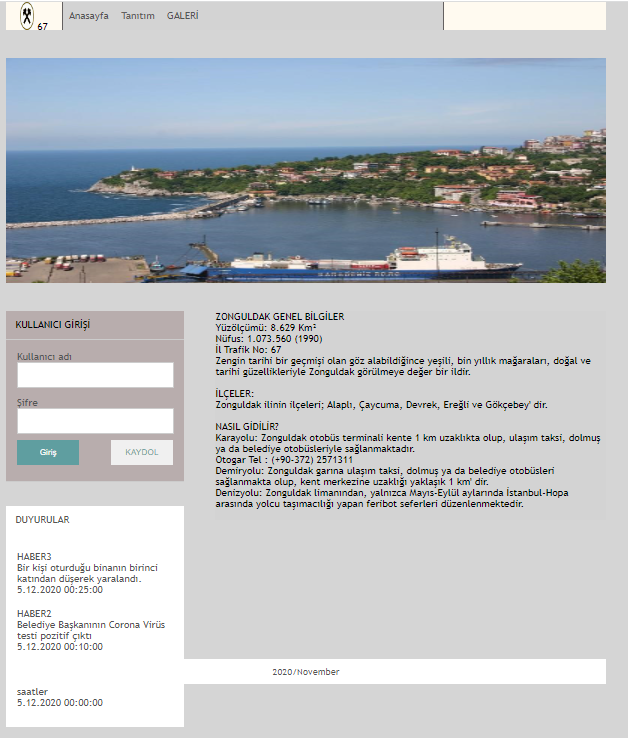 67
Anasayfa Tanıtım GALERİ
KARADENİZ RO-RO
KULLANICI GİRİŞİ
Kullanıcı adı
Şifre
Giriş KAYDOL
DUYURULAR
HABER3
Bir kişi oturduğu binanın birinci
katından düşerek yaralandı.
5.12.2020 00:25:00
HABER2
Belediye Başkanının Corona Virüs
testi pozitif çıktı
5.12.2020 00:10:00
saatler
5.12.2020 00:00:00
ZONGULDAK GENEL BİLGİLER
Yüzölçümü: 8.629 Km²
Nüfus: 1.073.560 (1990)
İl Trafik No: 67
Zengin tarihi bir geçmişi olan göz alabildiğince yeşili, bin yıllık mağaraları, doğal ve
tarihi güzellikleriyle Zonguldak görülmeye değer bir ildir.
İLÇELER:
Zonguldak ilinin ilçeleri; Alaplı, Çaycuma, Devrek, Ereğli ve Gökçebey' dir.
NASIL GİDİLİR?
Karayolu: Zonguldak otobüs terminali kente 1 km uzaklıkta olup, ulaşım taksi, dolmuş
ya da belediye otobüsleriyle sağlanmaktadır.
Otogar Tel : (+90-372) 2571311
Demiryolu: Zonguldak garına ulaşım taksi, dolmuş ya da belediye otobüsleri
sağlanmakta olup, kent merkezine uzaklığı yaklaşık 1 km' dir.
Denizyolu: Zonguldak limanından, yalnızca Mayıs-Eylül aylarında İstanbul-Hopa
arasında yolcu taşımacılığı yapan feribot seferleri düzenlenmektedir.
2020/November